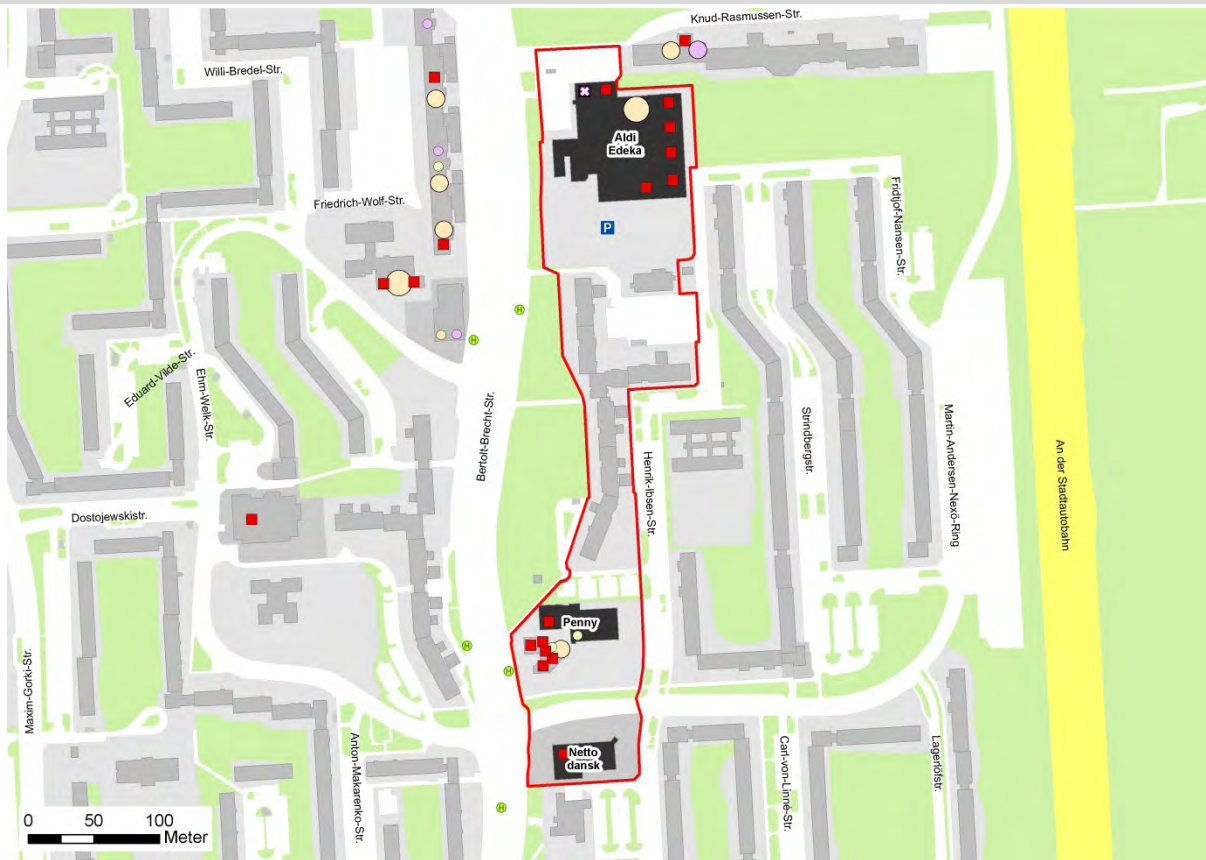 Knud-Rasmussen-Str.
Willi-Bredel-Str.
Aldi
Edeka
Friedrich-Wolf-Str.
Fridtjof-Nansen-Str.
P
H
H
Eduard-Vilde-Str.
Ehm-Welk-Str.
Bertolt-Brecht-Str.
Strindbergstr.
Martin-Andersen-Nexö-Ring
An der Stadtautobahn
Henrik-Ibsen-Str.
Dostojewskistr.
Penny
H
H
Maxim-Gorki-Str.
Anton-Makarenko-Str.
Netto
dansk
Carl-von-Linné-Str.
Lagerlöfstr.
H
0 50 100
Meter